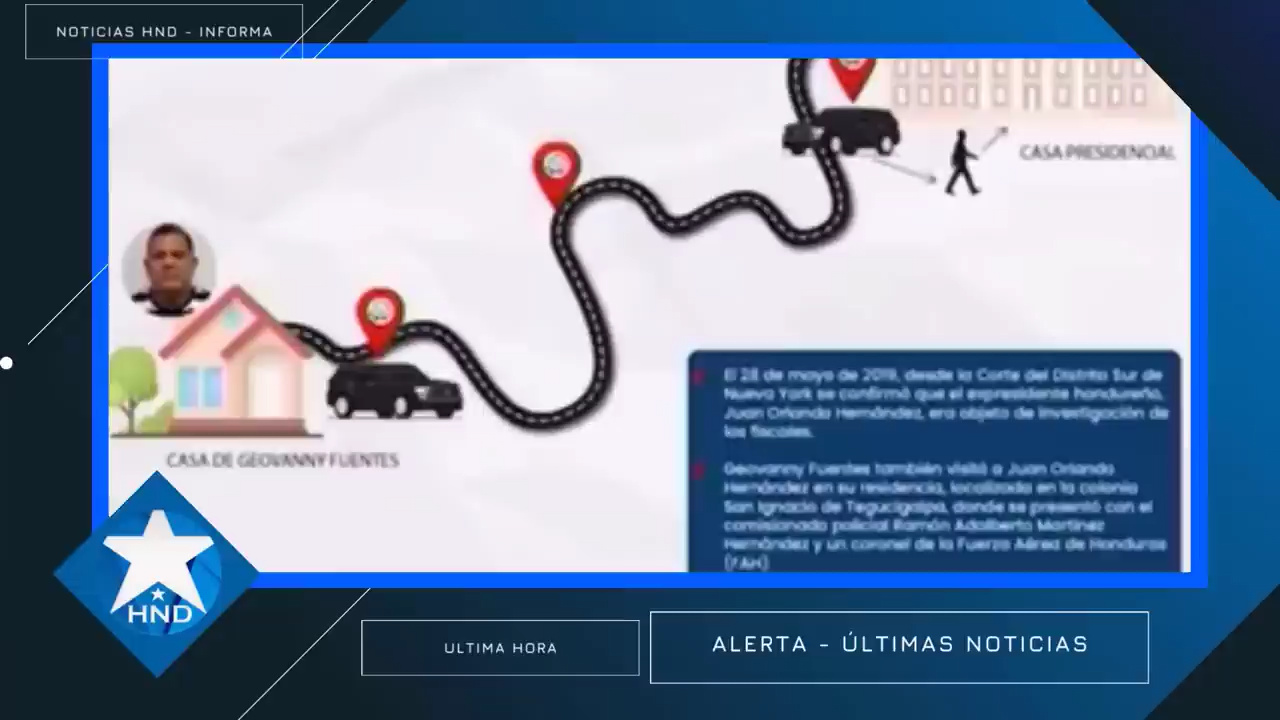 NOTICIAS HND - INFORMA
CASA PRESIDENCIAL
CASA DE GEOVANNY FUENTES
El 28 de mayo de 2019, desde la Corte del Distrito Sur de
Nueva York se confirmó que el expresidente hondureño,
Juan Orlando Hernández, era objeto de investigación de
los fiscales.
Geovanny Fuentes también visitó a Juan Orlando
Hernández en su residencia, localizada en la colonia
San Ignacio de Tegucigalpa, donde se presentó con el
comisionado policial Ramón Adalberto Martínez
Hernández y un coronel de la Fuerza Aérea de Honduras
(FAH)
HND
ULTIMA HORA
ALERTA - ÚLTIMAS NOTICIAS